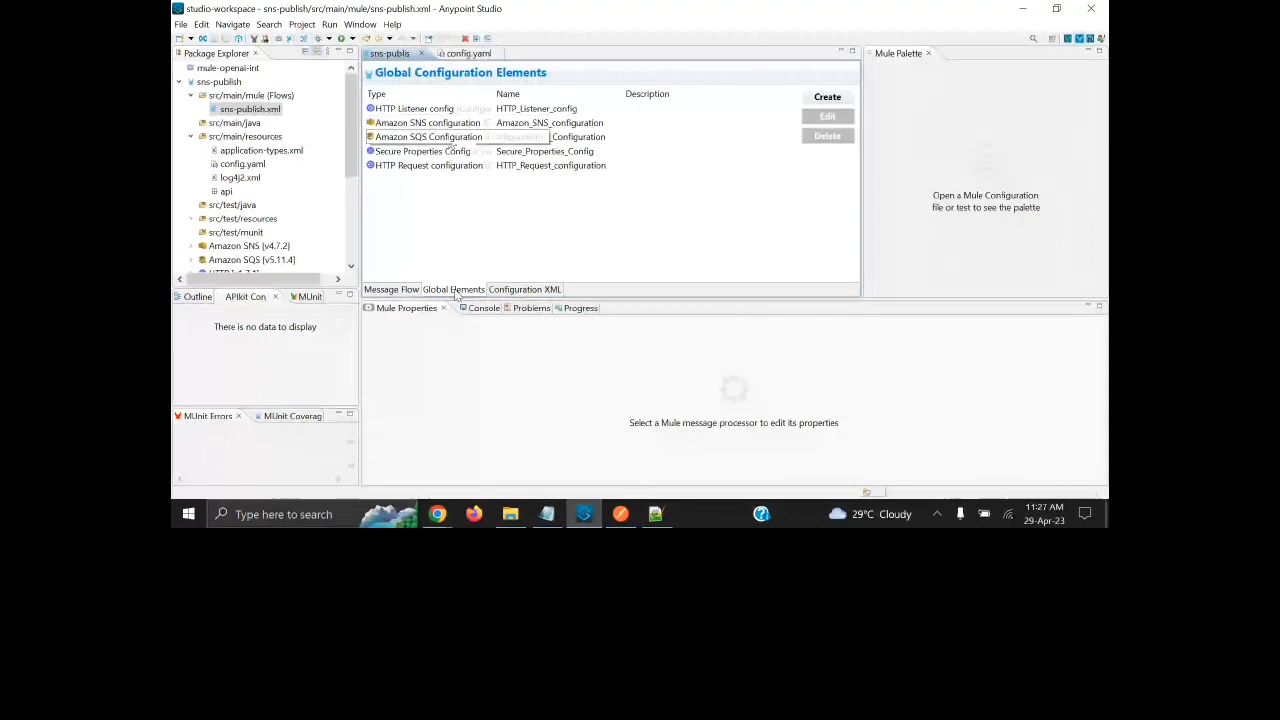 studio-workspace - sns-publish/src/main/mule/sns-publish.xml - Anypoint Studio
File Edit Navigate Search Project Run Window Help
Package Explorer
mule-openai-int
sns-publish
src/main/mule (Flows)
sns-publish.xml
src/main/java
src/main/resources
application-types.xml
config.yaml
log4j2.xml
api
src/test/java
src/test/resources
src/test/munit
Amazon SNS [v4.7.2]
Amazon SQS [v5.11.4]
sns-publis config.yaml
Global Configuration Elements
Type Name Description
HTTP Listener config HTTP_Listener_config
Amazon SNS configuration Amazon_SNS_configuration
Amazon SQS Configuration _Configuration
Secure Properties Config Secure_Properties_Config
HTTP Request configuration HTTP_Request_configuration
Create
Edit
Delete
Message Flow Global Elements Configuration XML
Mule Palette
Open a Mule Configuration
file or test to see the palette
Outline APIkit Con MUnit
There is no data to display
MUnit Errors MUnit Coverag
Mule Properties Console Problems Progress
Select a Mule message processor to edit its properties
Type here to search
29°C Cloudy
11:27 AM
29-Apr-23